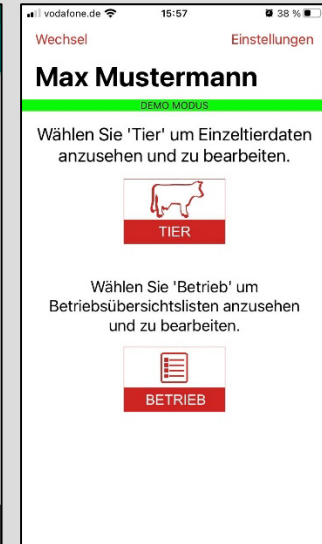 vodafone.de 15:57 38 %
Wechsel Einstellungen
Max Mustermann
DEMO MODUS
Wählen Sie 'Tier' um Einzeltierdaten
anzusehen und zu bearbeiten.
TIER
Wählen Sie 'Betrieb' um
Betriebsübersichtslisten anzusehen
und zu bearbeiten.
BETRIEB